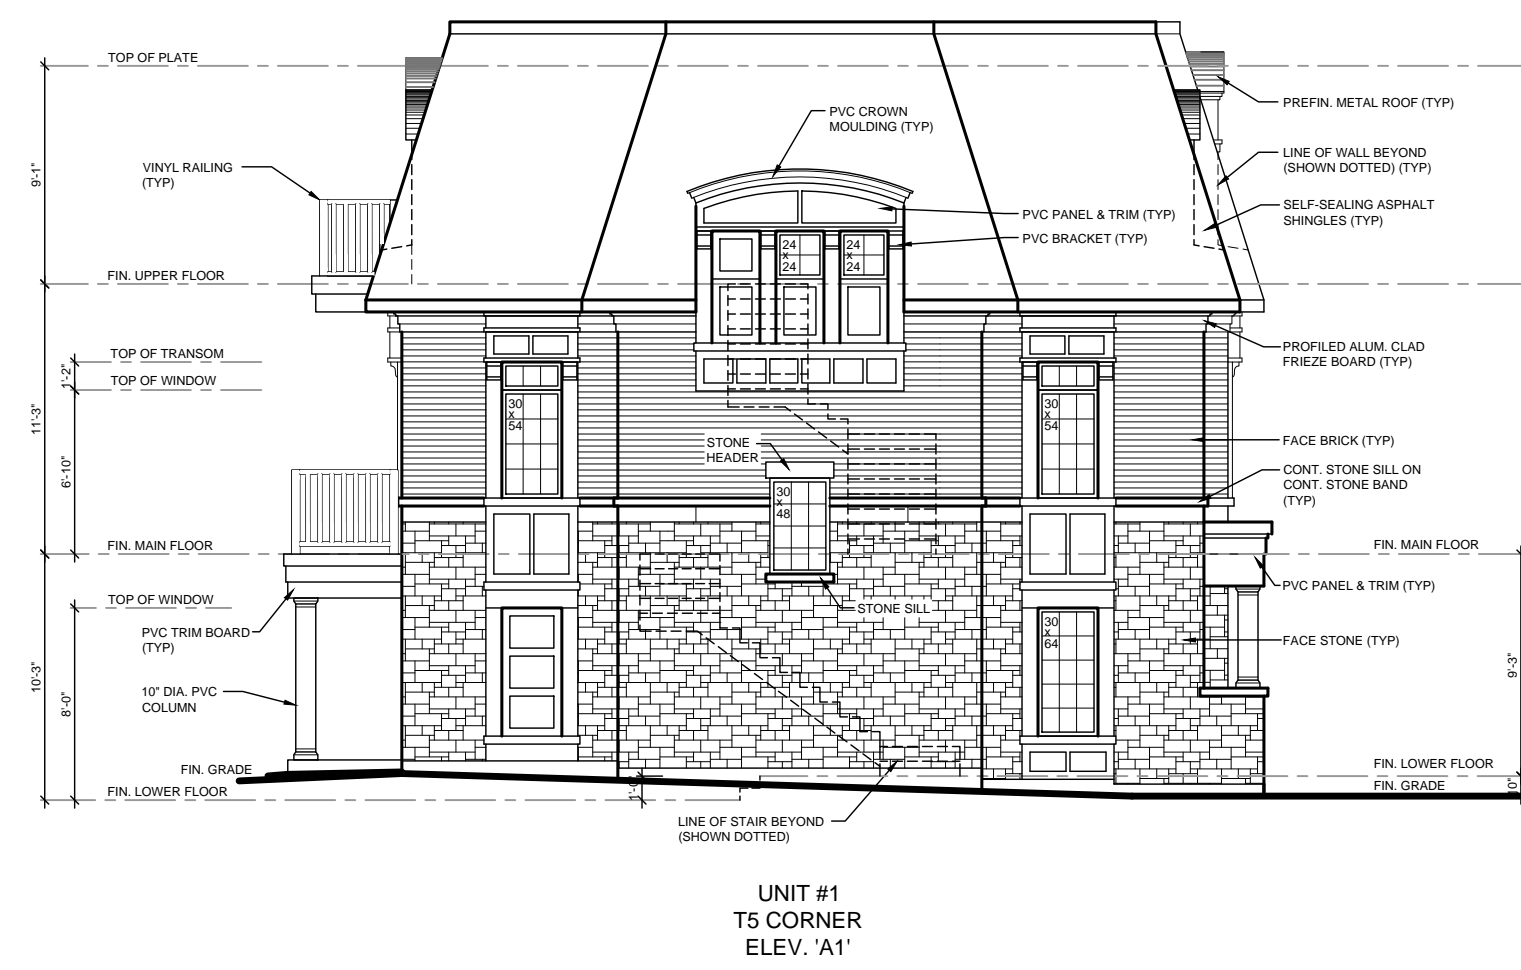 TOP OF PLATE
9'-1"
VINYL RAILING
(TYP)
FIN. UPPER FLOOR
TOP OF TRANSOM
1'-2"
TOP OF WINDOW
11'-3"
6'-10"
FIN. MAIN FLOOR
TOP OF WINDOW
PVC TRIM BOARD
(TYP)
10'-3"
8'-0"
10" DIA. PVC
COLUMN
FIN. GRADE
FIN. LOWER FLOOR
PVC CROWN
MOULDING (TYP)
PVC PANEL & TRIM (TYP)
PVC BRACKET (TYP)
24
x
24
24
x
24
30
x
54
30
x
54
STONE
HEADER
30
x
48
STONE SILL
30
x
64
LINE OF STAIR BEYOND
(SHOWN DOTTED)
PREFIN. METAL ROOF (TYP)
LINE OF WALL BEYOND
(SHOWN DOTTED) (TYP)
SELF-SEALING ASPHALT
SHINGLES (TYP)
PROFILED ALUM. CLAD
FRIEZE BOARD (TYP)
FACE BRICK (TYP)
CONT. STONE SILL ON
CONT. STONE BAND
(TYP)
FIN. MAIN FLOOR
PVC PANEL & TRIM (TYP)
FACE STONE (TYP)
9'-3"
FIN. LOWER FLOOR
FIN. GRADE
10"
UNIT #1
T5 CORNER
ELEV. 'A1'